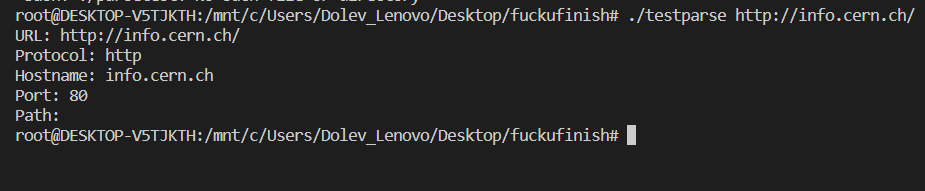 root@DESKTOP-V5TJKTH:/mnt/c/Users/Dolev_Lenovo/Desktop/fuckufinish# ./testparse http://info.cern.ch/
URL: http://info.cern.ch/
Protocol: http
Hostname: info.cern.ch
Port: 80
Path:
root@DESKTOP-V5TJKTH:/mnt/c/Users/Dolev_Lenovo/Desktop/fuckufinish#